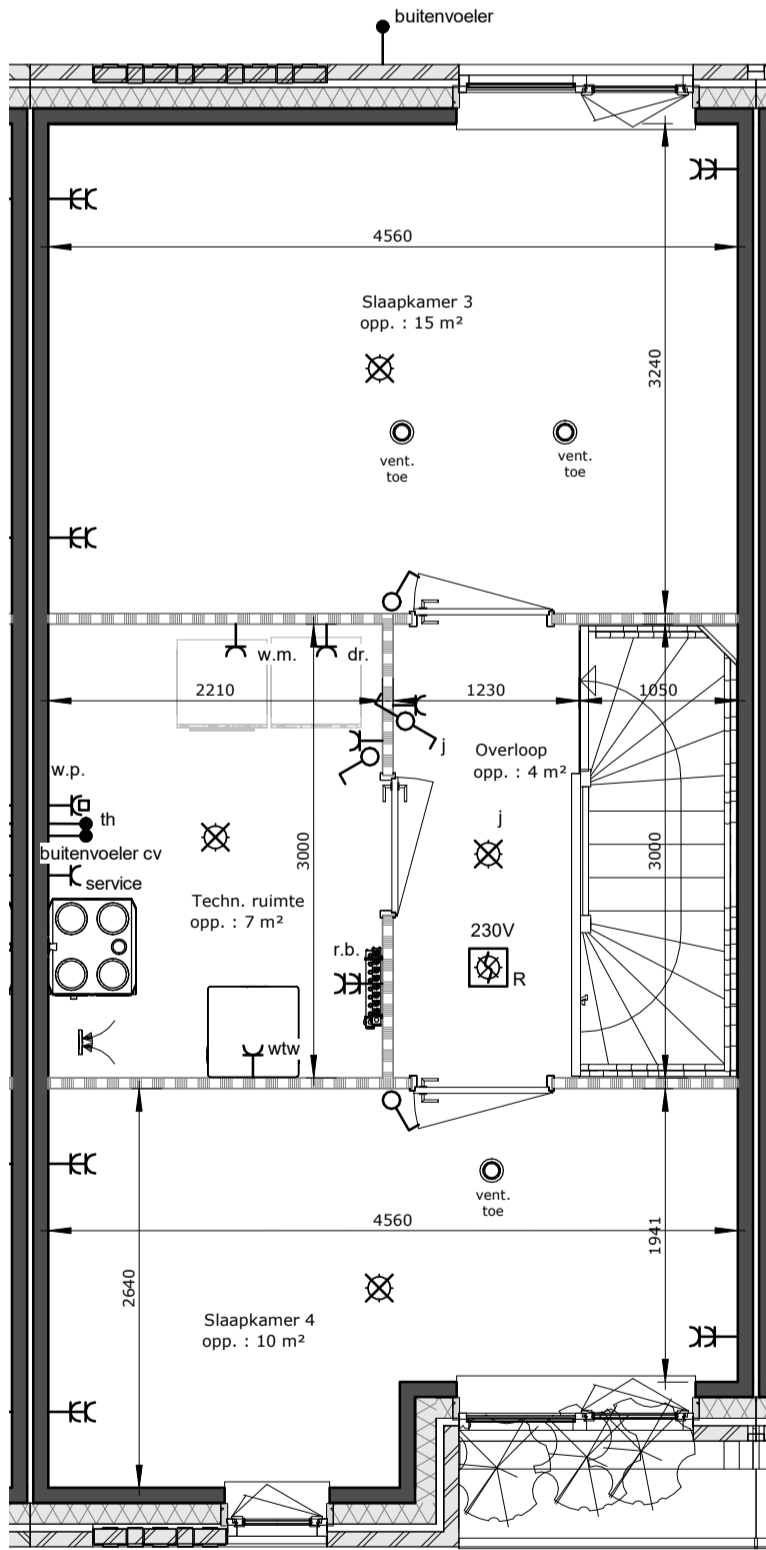 buitenvoeler
4560
Slaapkamer 3
opp. : 15 m²
3240
vent.
toe
vent.
toe
w.m.
dr.
2210
1230
1050
j
Overloop
opp. : 4 m²
w.p.
th
buitenvoeler cv
service
3000
j
3000
Techn. ruimte
opp. : 7 m²
230V
R
r.b.
wtw
vent.
toe
4560
1941
2640
Slaapkamer 4
opp. : 10 m²